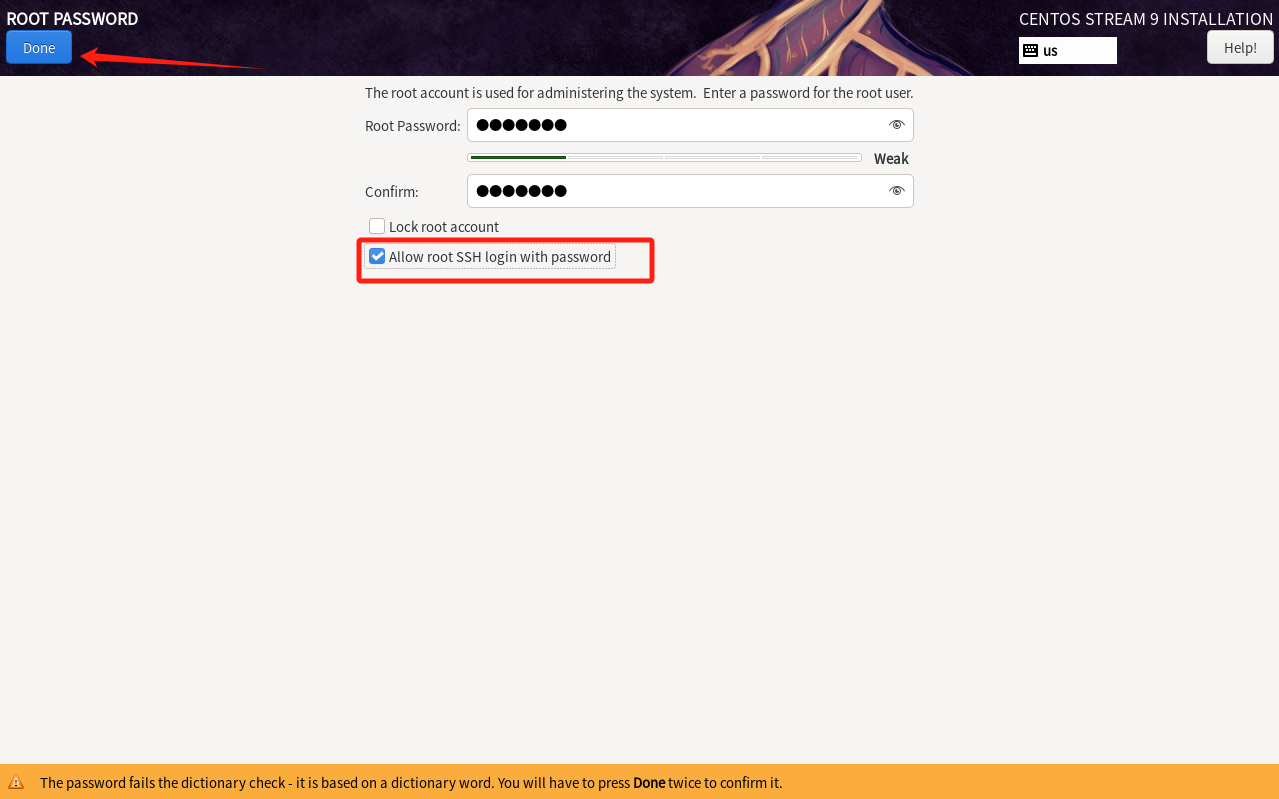 ROOT PASSWORD
CENTOS STREAM 9 INSTALLATION
Done
us
Help!
The root account is used for administering the system. Enter a password for the root user.
Root Password: ●●●●●●●
Weak
Confirm: ●●●●●●●
Lock root account
Allow root SSH login with password
The password fails the dictionary check - it is based on a dictionary word. You will have to press Done twice to confirm it.